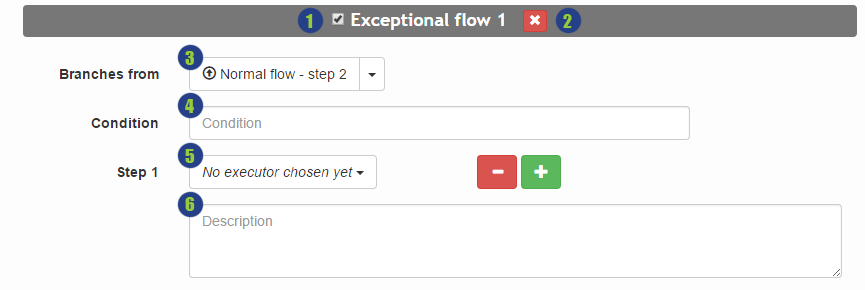 1 Exceptional flow 1 2
3
Branches from Normal flow - step 2
4
Condition Condition
5
Step 1 No executor chosen yet
6
Description